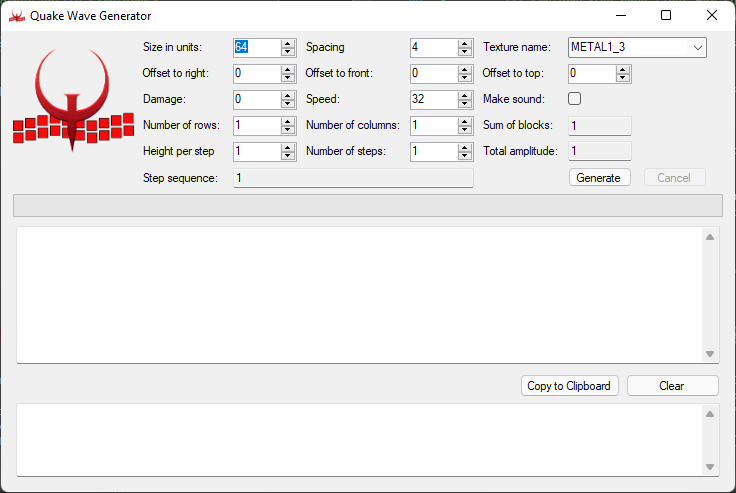 Quake Wave Generator
Size in units: 64 Spacing 4 Texture name: METAL1_3
Offset to right: 0 Offset to front: 0 Offset to top: 0
Damage: 0 Speed: 32 Make sound:
Number of rows: 1 Number of columns: 1 Sum of blocks: 1
Height per step 1 Number of steps: 1 Total amplitude: 1
Step sequence: 1 Generate Cancel
Copy to Clipboard Clear